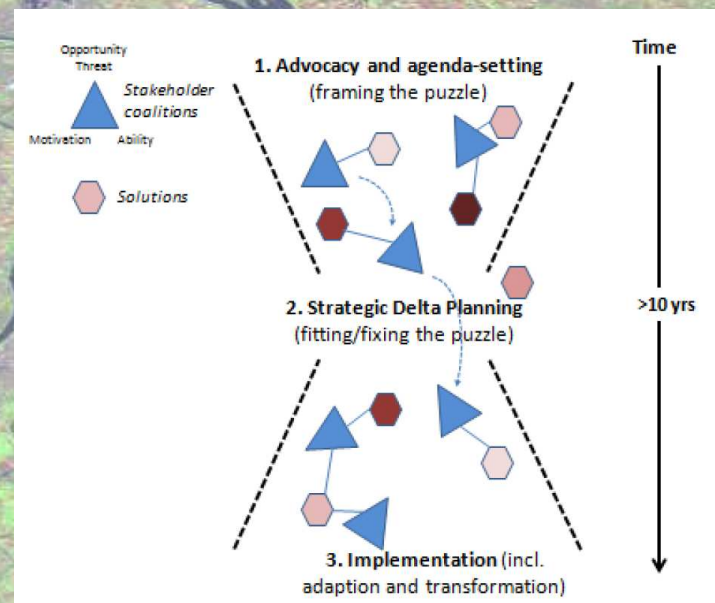 Opportunity
Threat
Stakeholder
coalitions
Motivation Ability
Solutions
1. Advocacy and agenda-setting
(framing the puzzle)
2. Strategic Delta Planning
(fitting/fixing the puzzle)
3. Implementation (incl.
adaption and transformation)
Time
>10 yrs